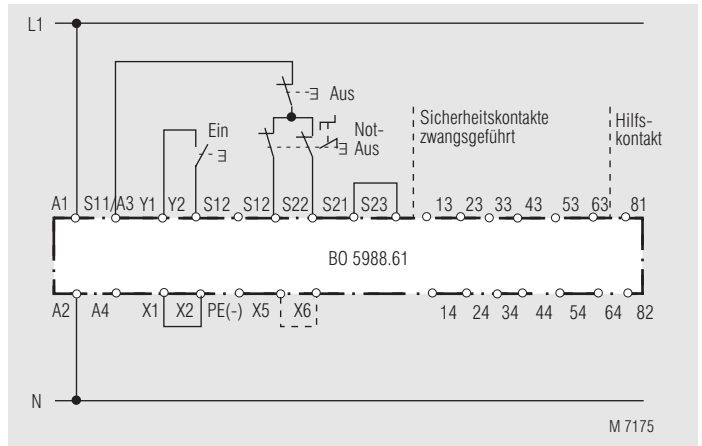 L1
Aus
Ein
Not-
Aus
Sicherheitskontakte
zwangsgeführt
Hilfs-
kontakt
A1 S11/A3 Y1 Y2 S12 S12 S22 S21 S23 13 23 33 43 53 63 81
BO 5988.61
A2 A4 X1 X2 PE(-) X5 X6 14 24 34 44 54 64 82
N
M 7175